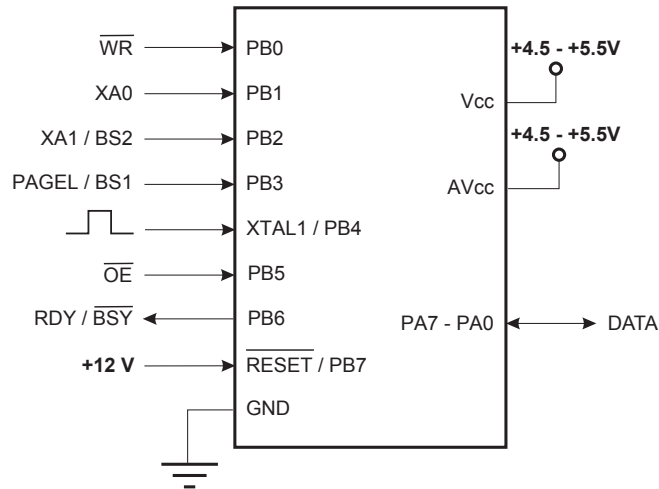 WR PB0 +4.5 - +5.5V
XA0 PB1 Vcc
XA1 / BS2 PB2 +4.5 - +5.5V
PAGEL / BS1 PB3 AVcc
XTAL1 / PB4
OE PB5
RDY / BSY PB6 PA7 - PA0 DATA
+12 V RESET / PB7
GND